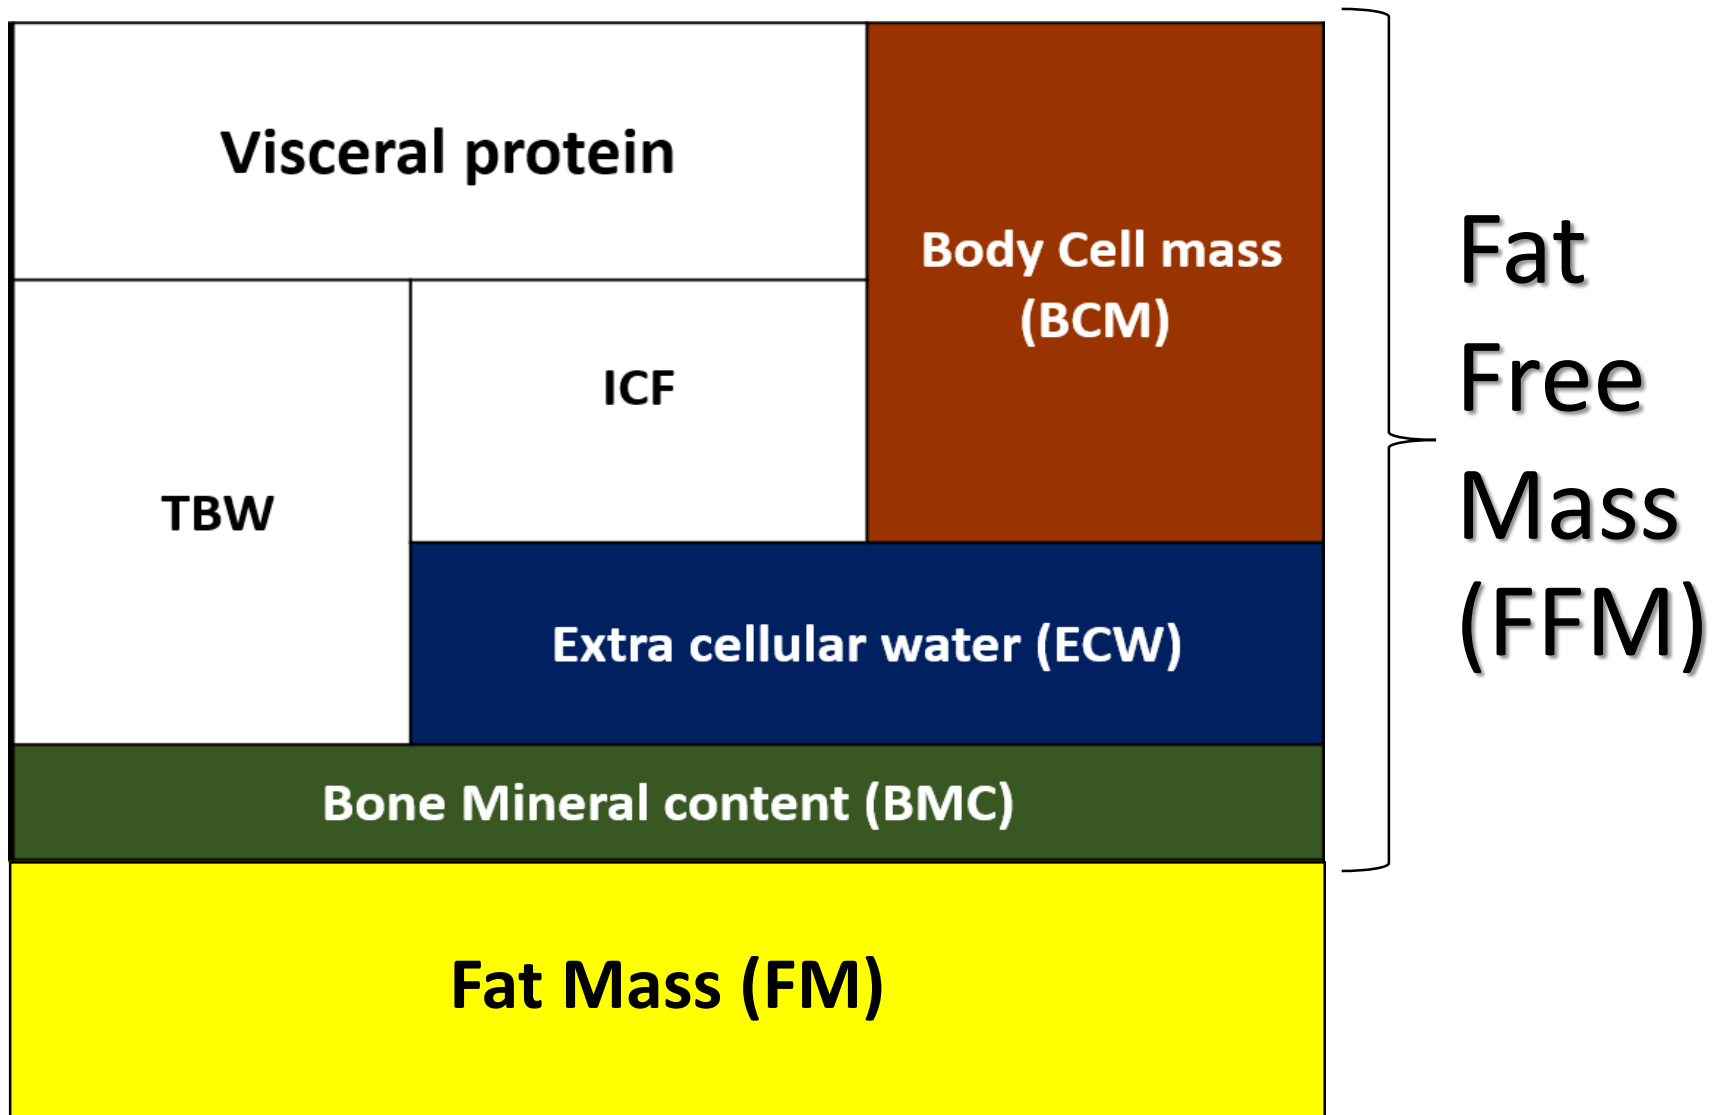 Visceral protein
Body Cell mass
(BCM)
ICF
TBW
Extra cellular water (ECW)
Bone Mineral content (BMC)
Fat Mass (FM)
Fat
Free
Mass
(FFM)